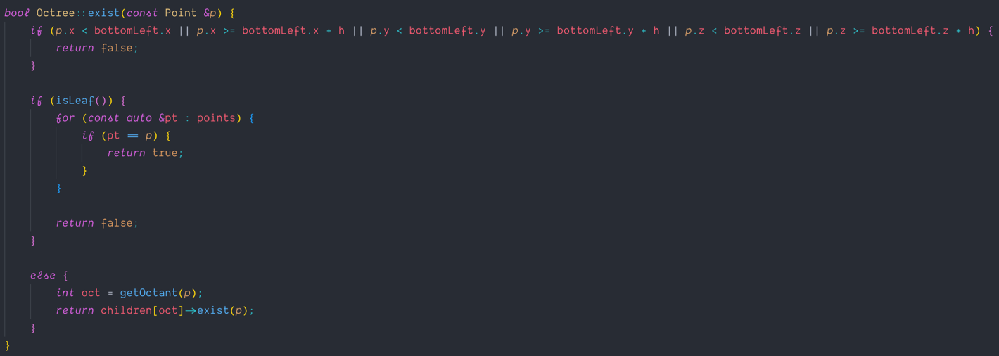 bool Octree::exist(const Point &p) {
    if (p.x < bottomLeft.x || p.x >= bottomLeft.x + h || p.y < bottomLeft.y || p.y >= bottomLeft.y + h || p.z < bottomLeft.z || p.z >= bottomLeft.z + h) {
        return false;
    }

    if (isLeaf()) {
        for (const auto &pt : points) {
            if (pt == p) {
                return true;
            }
        }

        return false;
    }

    else {
        int oct = getOctant(p);
        return children[oct]->exist(p);
    }
}